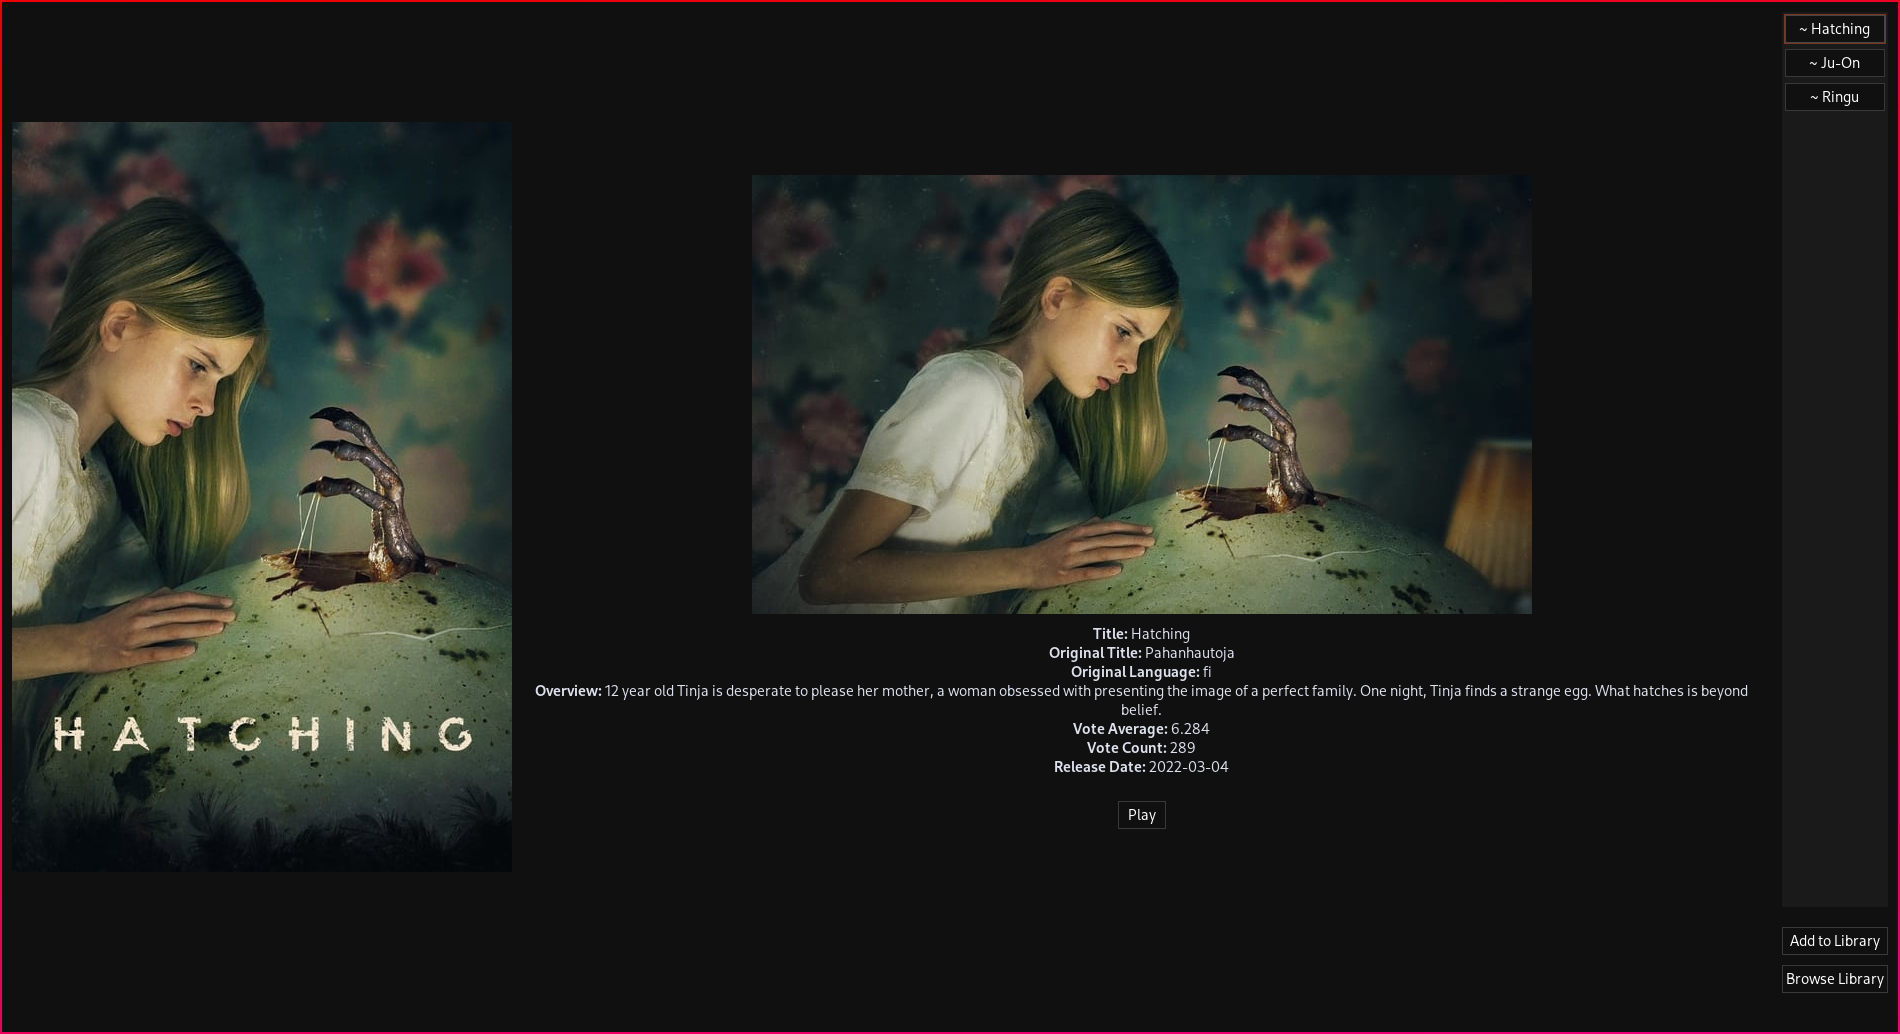 HATCHING
Title: Hatching
Original Title: Pahanhautoja
Original Language: fi
Overview: 12 year old Tinja is desperate to please her mother, a woman obsessed with presenting the image of a perfect family. One night, Tinja finds a strange egg. What hatches is beyond
belief.
Vote Average: 6.284
Vote Count: 289
Release Date: 2022-03-04
Play
~ Hatching
~ Ju-On
~ Ringu
Add to Library
Browse Library